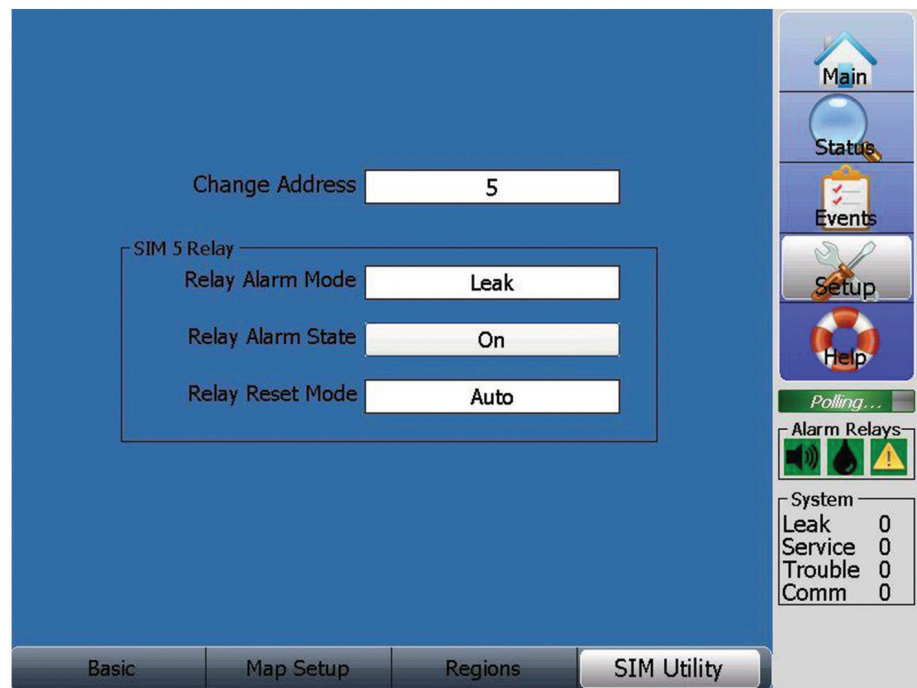 Change Address 5
SIM 5 Relay
Relay Alarm Mode Leak
Relay Alarm State On
Relay Reset Mode Auto
Main
Status
Events
Setup
Help
Polling...
Alarm Relays
System
Leak 0
Service 0
Trouble 0
Comm 0
Basic Map Setup Regions SIM Utility